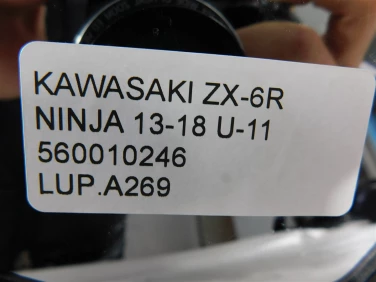 KAWASAKI ZX-6R
NINJA 13-18 U-11
560010246
LUP.A269